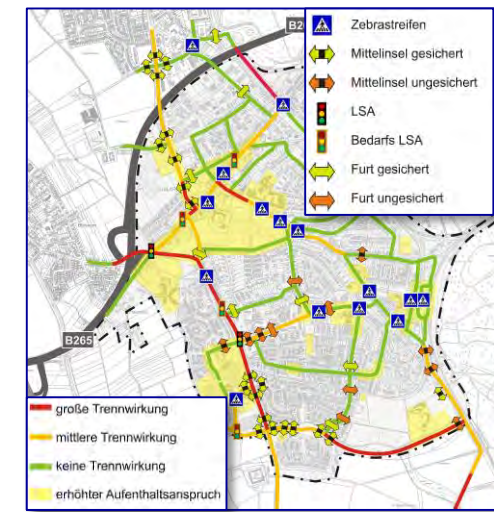 B26
Zebrastreifen
Mittelinsel gesichert
Mittelinsel ungesichert
LSA
Bedarfs LSA
Furt gesichert
Furt ungesichert
B265
große Trennwirkung
mittlere Trennwirkung
keine Trennwirkung
erhöhter Aufenthaltsanspruch